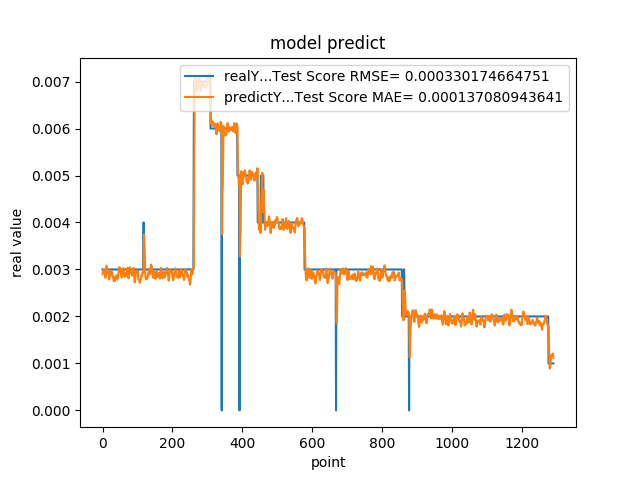 model predict
realY...Test Score RMSE= 0.000330174664751
predictY...Test Score MAE= 0.000137080943641
real value
0.007
0.006
0.005
0.004
0.003
0.002
0.001
0.000
0 200 400 600 800 1000 1200
point